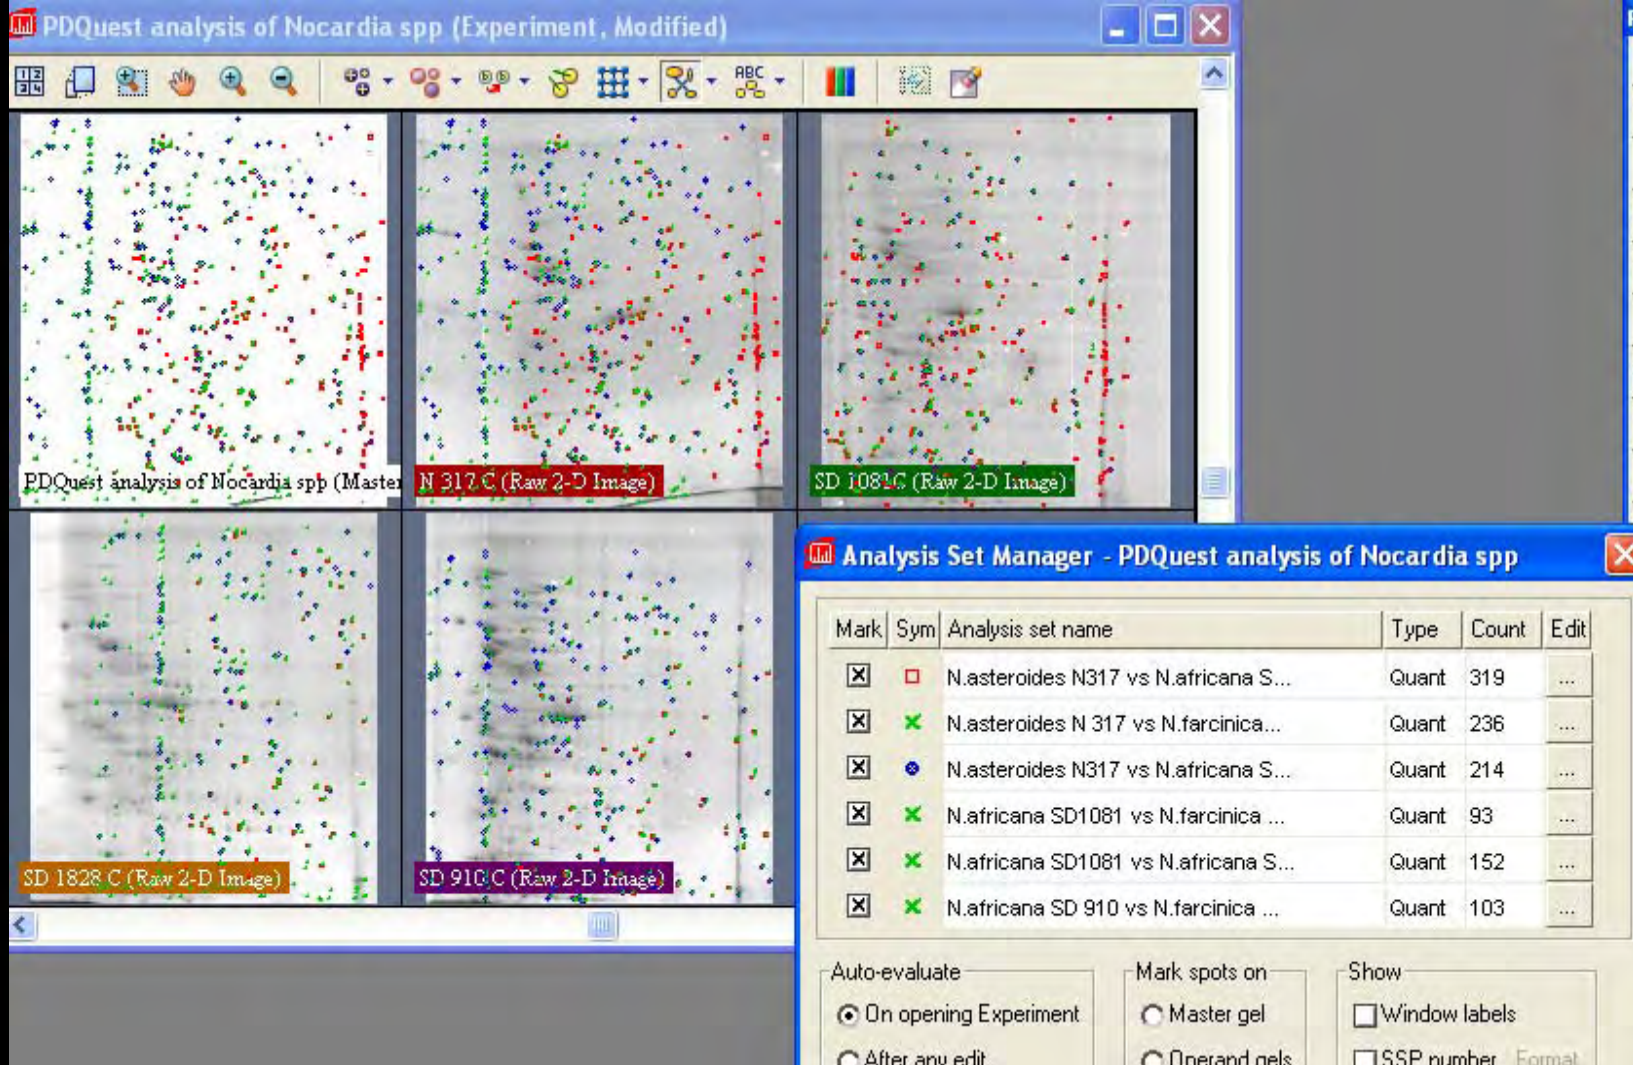 PDQuest analysis of Nocardia spp (Experiment, Modified)
ABC
PDQuest analysis of Nocardia spp (Master
N 317 C (Raw 2-D Image)
SD 1081 C (Raw 2-D Image)
SD 1828 C (Raw 2-D Image)
SD 910 C (Raw 2-D Image)
Analysis Set Manager - PDQuest analysis of Nocardia spp
Mark Sym Analysis set name Type Count Edit
N.asteroides N317 vs N.africana S... Quant 319 ...
N.asteroides N 317 vs N.farcinica... Quant 236 ...
N.asteroides N317 vs N.africana S... Quant 214 ...
N.africana SD1081 vs N.farcinica ... Quant 93 ...
N.africana SD1081 vs N.africana S... Quant 152 ...
N.africana SD 910 vs N.farcinica ... Quant 103 ...
Auto-evaluate Mark spots on Show
On opening Experiment Master gel Window labels
After any edit Operand gels SSP number Format